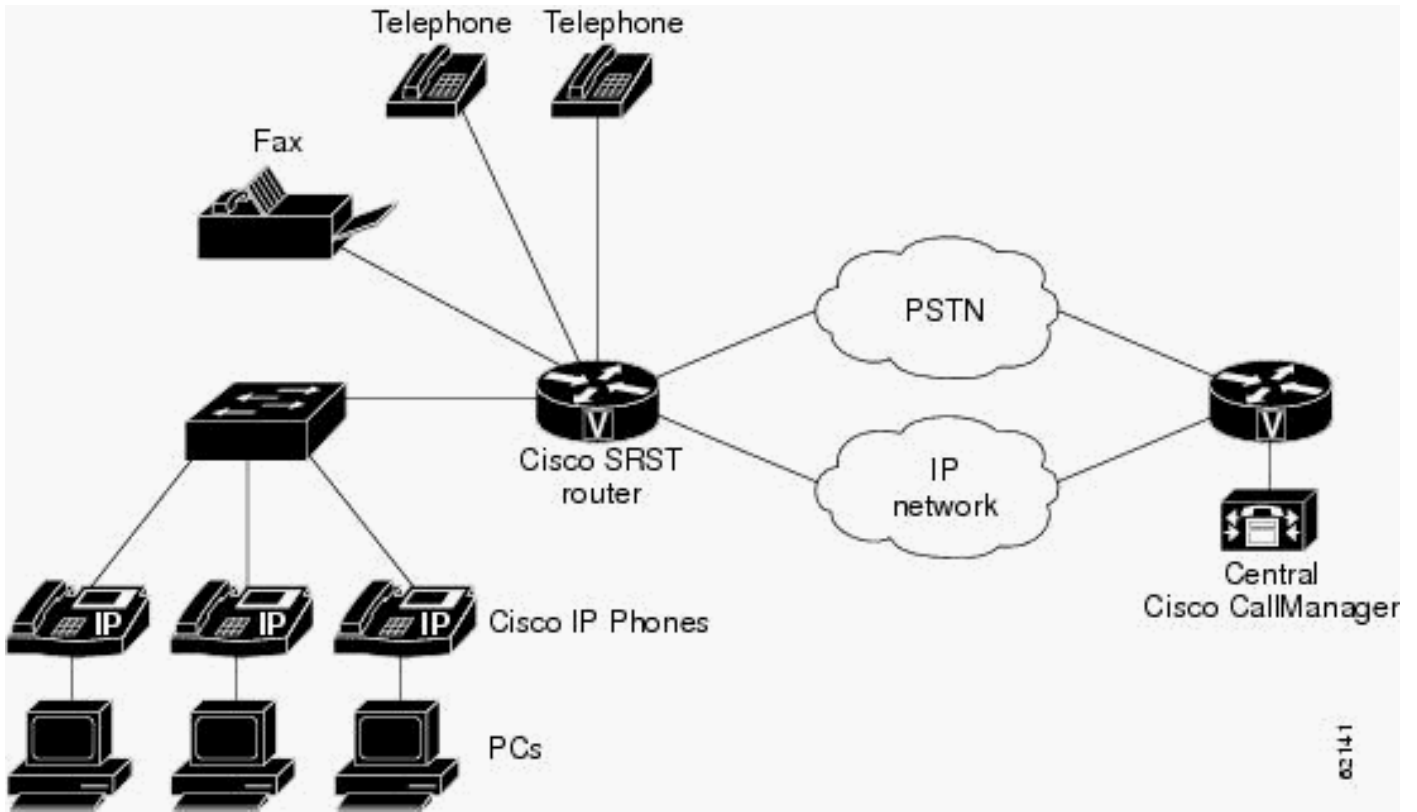 Telephone
Telephone
Fax
PSTN
V
V
Cisco SRST
router
IP
network
Central
Cisco CallManager
IP
IP
IP
Cisco IP Phones
PCs
62141